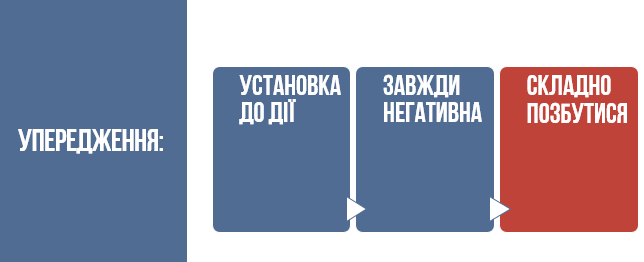 УПЕРЕДЖЕННЯ:
УСТАНОВКА
ДО ДІЇ
ЗАВЖДИ
НЕГАТИВНА
СКЛАДНО
ПОЗБУТИСЯ